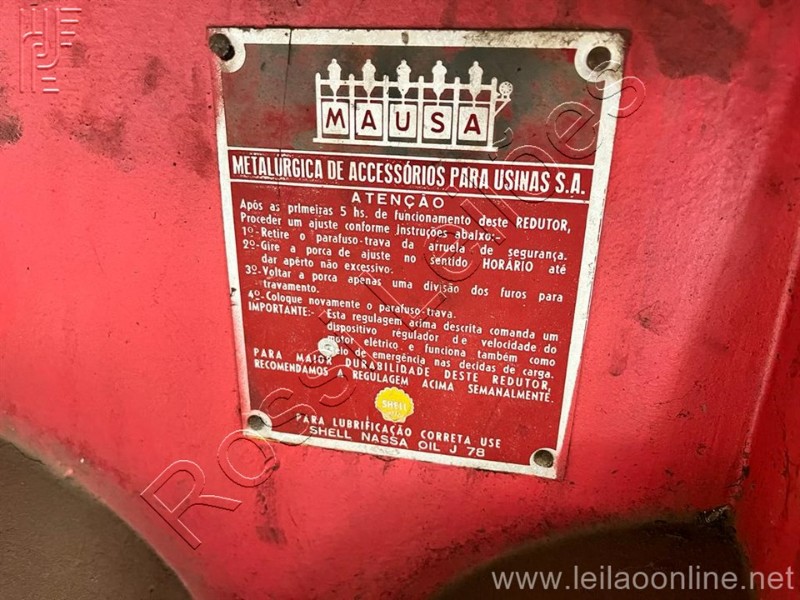 MAUSA
METALÚRGICA DE ACCESSÓRIOS PARA USINAS S.A.
ATENÇÃO
Após as primeiras 5 hs. de funcionamento deste REDUTOR,
Proceder um ajuste conforme instruções abaixo:
1º-Retire o parafuso-trava da arruela de segurança.
2º-Gire a porca de ajuste no sentido HORÁRIO até
dar apêrto não excessivo.
3º-Voltar a porca apenas uma divisão dos furos para
travamento.
4º-Coloque novamente o parafuso-trava.
IMPORTANTE:- Esta regulagem acima descrita comanda um
dispositivo regulador de velocidade do
motor elétrico e funciona também como
de emergência nas decidas de carga.
PARA MAIOR DURABILIDADE DESTE REDUTOR,
RECOMENDAMOS A REGULAGEM ACIMA SEMANALMENTE.
SHELL
PARA LUBRIFICAÇÃO CORRETA USE
SHELL NASSA OIL J 78
Rossi Leilões
www.leilaoonline.net